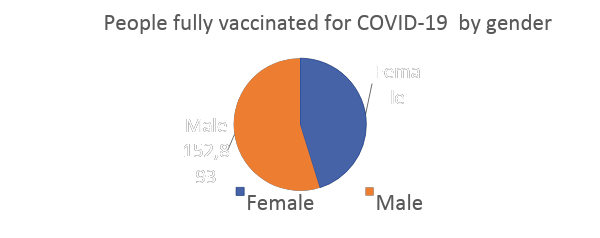 People fully vaccinated for COVID-19  by gender
Fema
le
Male
152,8
93
Female
Male